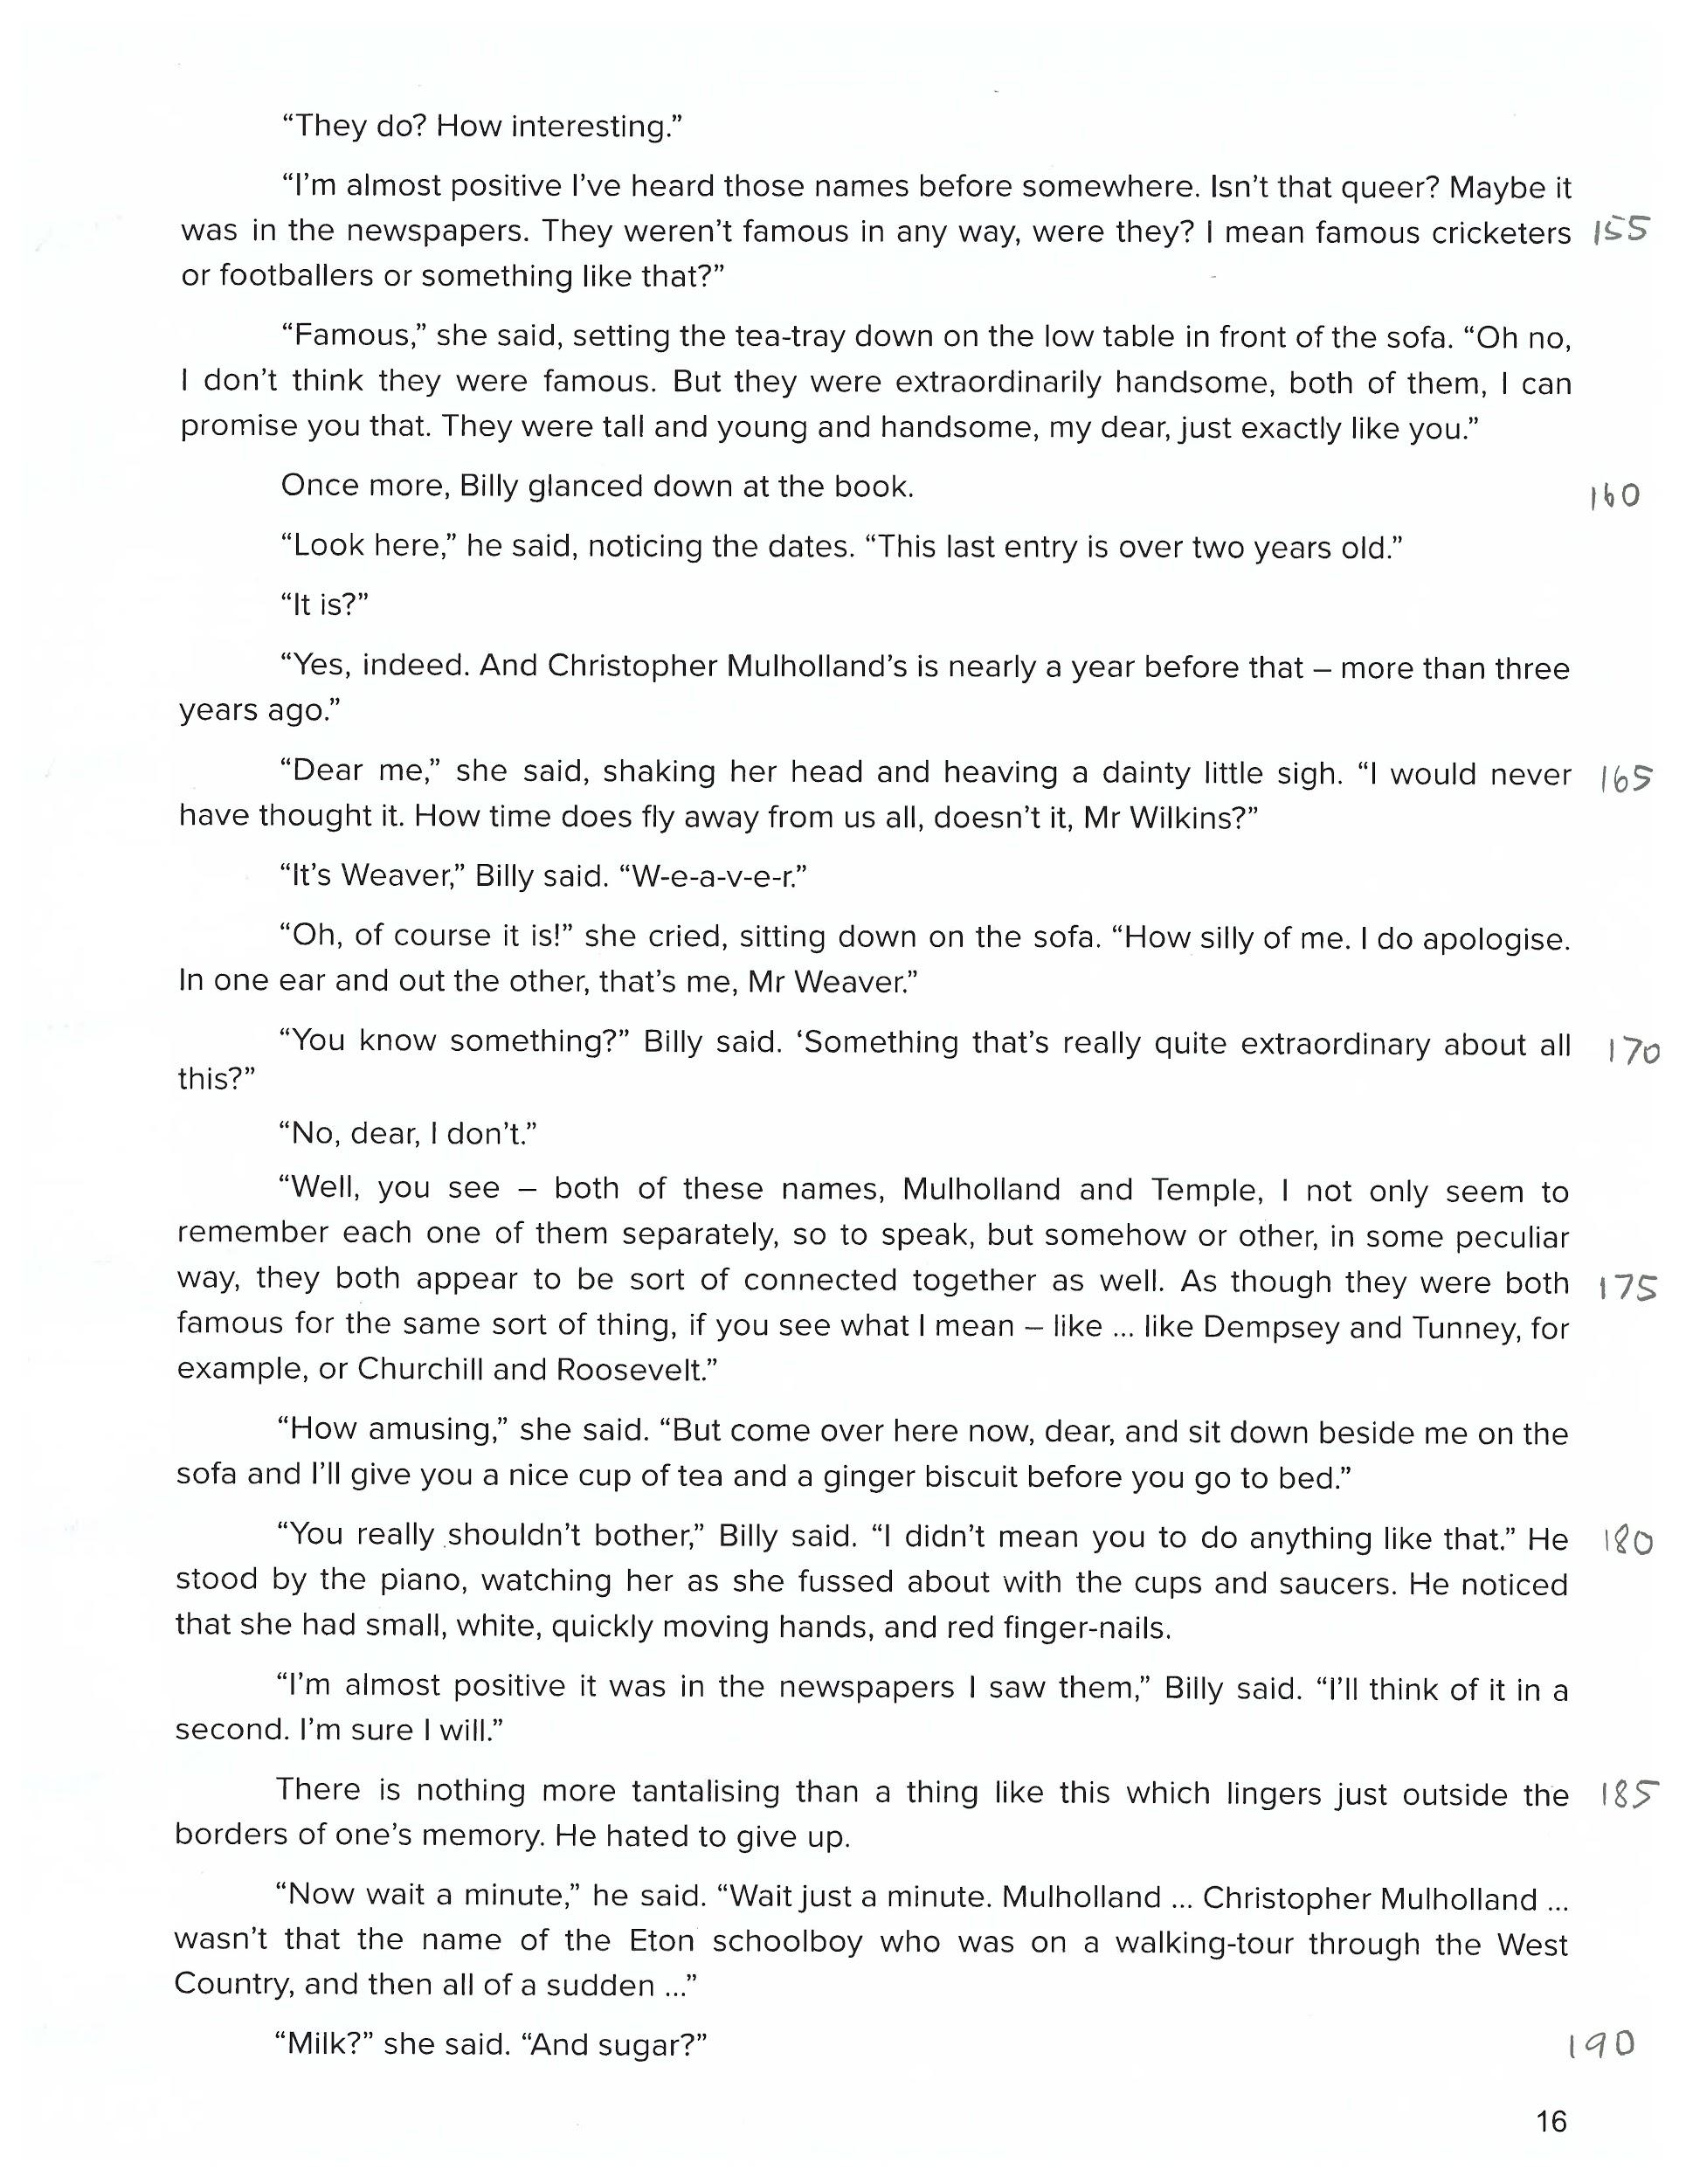 “They do? How interesting.”
“I’m almost positive I’ve heard those names before somewhere. Isn’t that queer? Maybe it
was in the newspapers. They weren’t famous in any way, were they? I mean famous cricketers 155
or footballers or something like that?”
“Famous,” she said, setting the tea-tray down on the low table in front of the sofa. “Oh no,
I don’t think they were famous. But they were extraordinarily handsome, both of them, I can
promise you that. They were tall and young and handsome, my dear, just exactly like you.”
Once more, Billy glanced down at the book. 160
“Look here,” he said, noticing the dates. “This last entry is over two years old.”
“It is?”
“Yes, indeed. And Christopher Mulholland’s is nearly a year before that – more than three
years ago.”
“Dear me,” she said, shaking her head and heaving a dainty little sigh. “I would never 165
have thought it. How time does fly away from us all, doesn’t it, Mr Wilkins?”
“It’s Weaver,” Billy said. “W-e-a-v-e-r.”
“Oh, of course it is!” she cried, sitting down on the sofa. “How silly of me. I do apologise.
In one ear and out the other, that’s me, Mr Weaver.”
“You know something?” Billy said. ‘Something that’s really quite extraordinary about all 170
this?”
“No, dear, I don’t.”
“Well, you see – both of these names, Mulholland and Temple, I not only seem to
remember each one of them separately, so to speak, but somehow or other, in some peculiar
way, they both appear to be sort of connected together as well. As though they were both 175
famous for the same sort of thing, if you see what I mean – like ... like Dempsey and Tunney, for
example, or Churchill and Roosevelt.”
“How amusing,” she said. “But come over here now, dear, and sit down beside me on the
sofa and I’ll give you a nice cup of tea and a ginger biscuit before you go to bed.”
“You really shouldn’t bother,” Billy said. “I didn’t mean you to do anything like that.” He 180
stood by the piano, watching her as she fussed about with the cups and saucers. He noticed
that she had small, white, quickly moving hands, and red finger-nails.
“I’m almost positive it was in the newspapers I saw them,” Billy said. “I’ll think of it in a
second. I’m sure I will.”
There is nothing more tantalising than a thing like this which lingers just outside the 185
borders of one’s memory. He hated to give up.
“Now wait a minute,” he said. “Wait just a minute. Mulholland ... Christopher Mulholland ...
wasn’t that the name of the Eton schoolboy who was on a walking-tour through the West
Country, and then all of a sudden ...”
“Milk?” she said. “And sugar?” 190
16